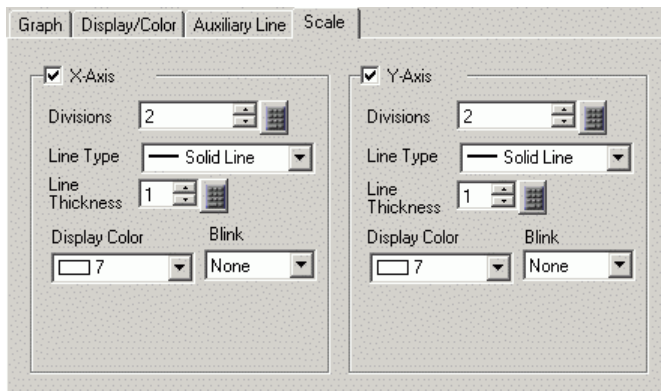 Graph Display/Color Auxiliary Line Scale
X-Axis
Divisions 2
Line Type Solid Line
Line
Thickness 1
Display Color Blink
7 None
Y-Axis
Divisions 2
Line Type Solid Line
Line
Thickness 1
Display Color Blink
7 None